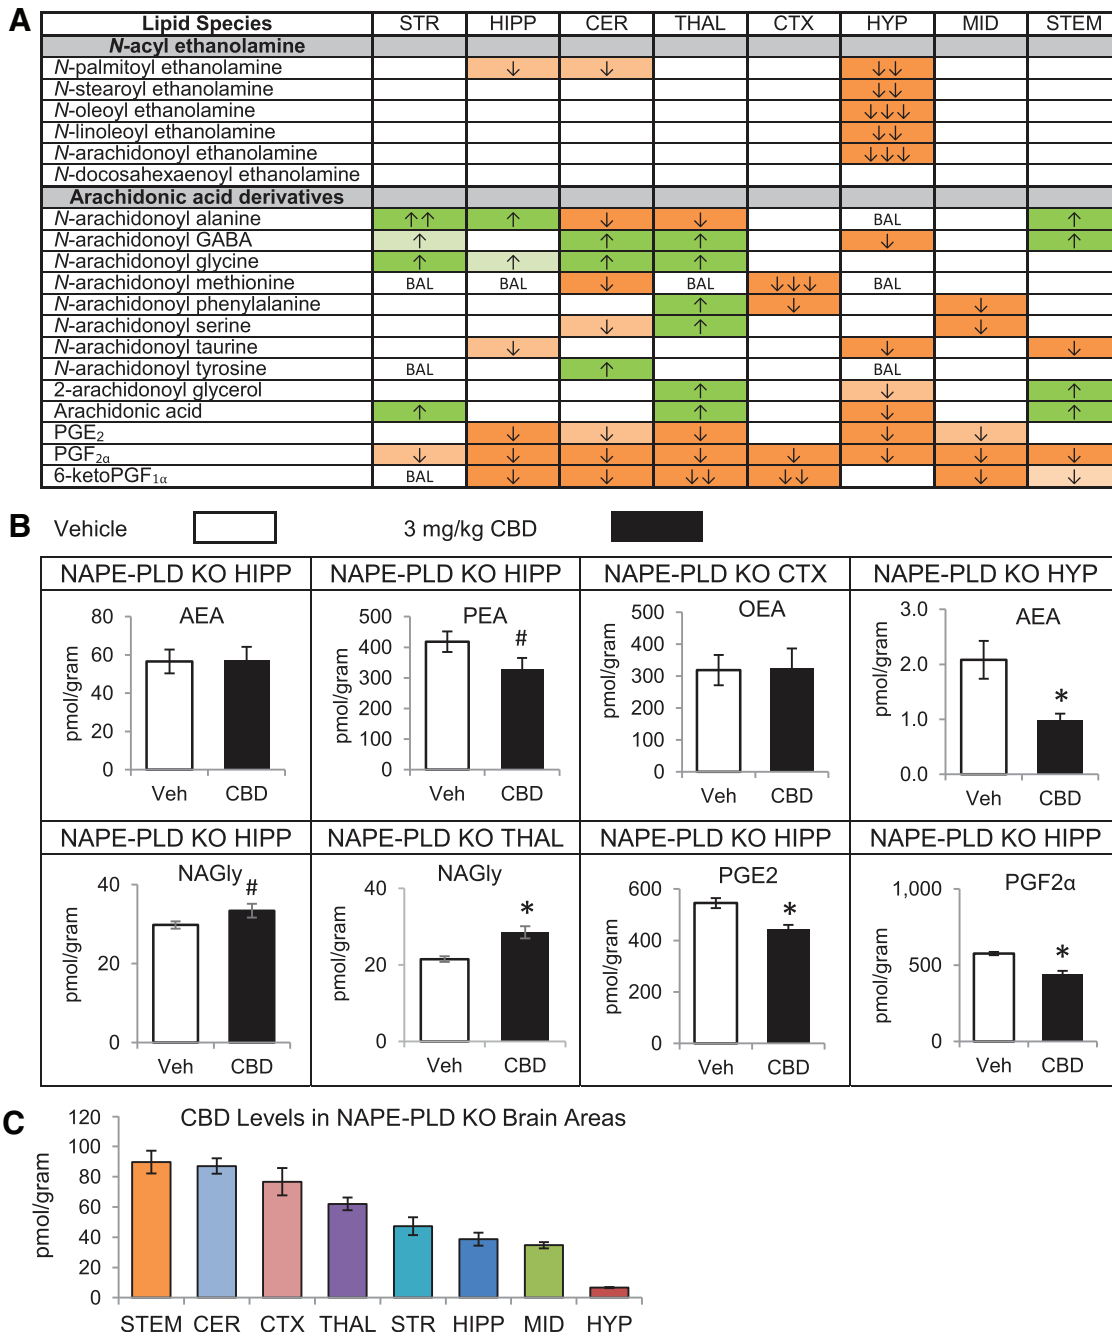 A
Lipid Species STR HIPP CER THAL CTX HYP MID STEM
N-acyl ethanolamine
N-palmitoyl ethanolamine ↓ ↓ ↓↓
N-stearoyl ethanolamine ↓↓
N-oleoyl ethanolamine ↓↓↓
N-linoleoyl ethanolamine ↓↓
N-arachidonoyl ethanolamine ↓↓↓
N-docosahexaenoyl ethanolamine
Arachidonic acid derivatives
N-arachidonoyl alanine ↑↑ ↑ ↓ ↓ BAL ↑
N-arachidonoyl GABA ↑ ↑ ↑ ↓ ↑
N-arachidonoyl glycine ↑ ↑ ↑ ↑
N-arachidonoyl methionine BAL BAL ↓ BAL ↓↓↓ BAL
N-arachidonoyl phenylalanine ↑ ↓ ↓
N-arachidonoyl serine ↓ ↑ ↓
N-arachidonoyl taurine ↓ ↓ ↓
N-arachidonoyl tyrosine BAL ↑ BAL
2-arachidonoyl glycerol ↑ ↓ ↑
Arachidonic acid ↑ ↑ ↓ ↑
PGE2 ↓ ↓ ↓ ↓ ↓
PGF2α ↓ ↓ ↓ ↓ ↓ ↓ ↓ ↓
6-ketoPGF1α BAL ↓ ↓ ↓↓ ↓↓ ↓ ↓
B Vehicle 3 mg/kg CBD
NAPE-PLD KO HIPP
AEA
pmol/gram
80
60
40
20
0
Veh CBD
NAPE-PLD KO HIPP
PEA
pmol/gram
500
400
300
200
100
0
#
Veh CBD
NAPE-PLD KO CTX
OEA
pmol/gram
500
400
300
200
100
0
Veh CBD
NAPE-PLD KO HYP
AEA
pmol/gram
3.0
2.0
1.0
0.0
*
Veh CBD
NAPE-PLD KO HIPP
NAGly
pmol/gram
40
20
0
#
Veh CBD
NAPE-PLD KO THAL
NAGly
pmol/gram
40
20
0
*
Veh CBD
NAPE-PLD KO HIPP
PGE2
pmol/gram
600
400
200
0
*
Veh CBD
NAPE-PLD KO HIPP
PGF2α
pmol/gram
1,000
500
0
*
Veh CBD
C
CBD Levels in NAPE-PLD KO Brain Areas
pmol/gram
120
100
80
60
40
20
0
STEM CER CTX THAL STR HIPP MID HYP